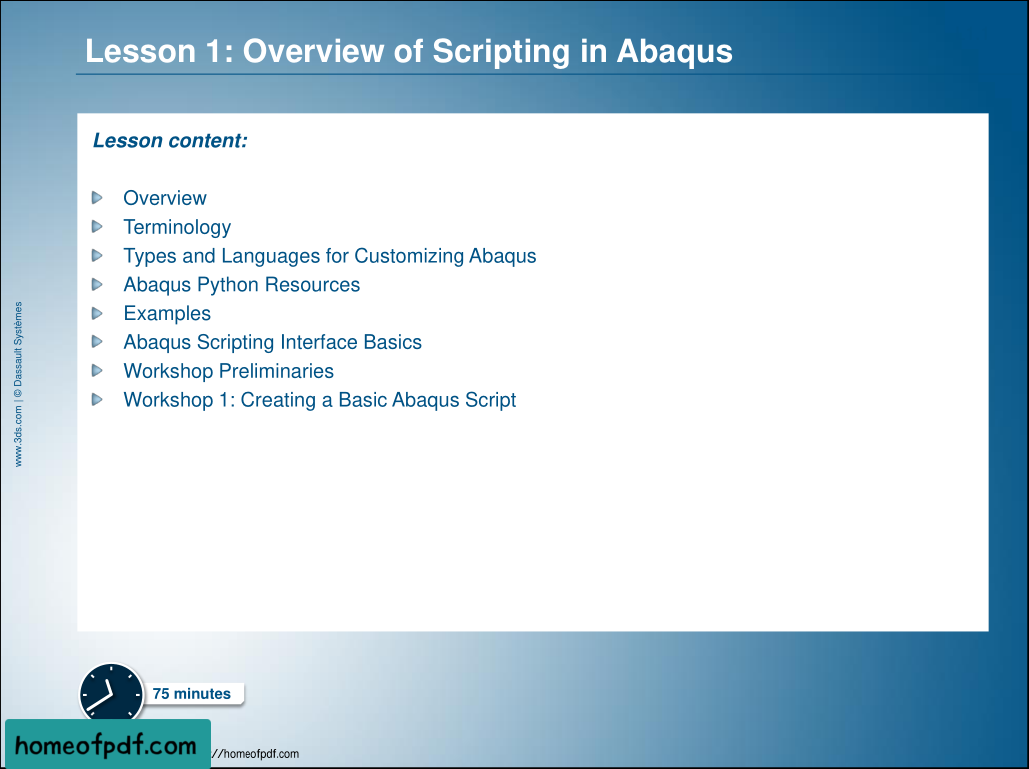 Lesson 1: Overview of Scripting in Abaqus
Lesson content:
Overview
Terminology
Types and Languages for Customizing Abaqus
Abaqus Python Resources
Examples
Abaqus Scripting Interface Basics
Workshop Preliminaries
Workshop 1: Creating a Basic Abaqus Script
www.3ds.com | © Dassault Systèmes
75 minutes
homeofpdf.com
//homeofpdf.com